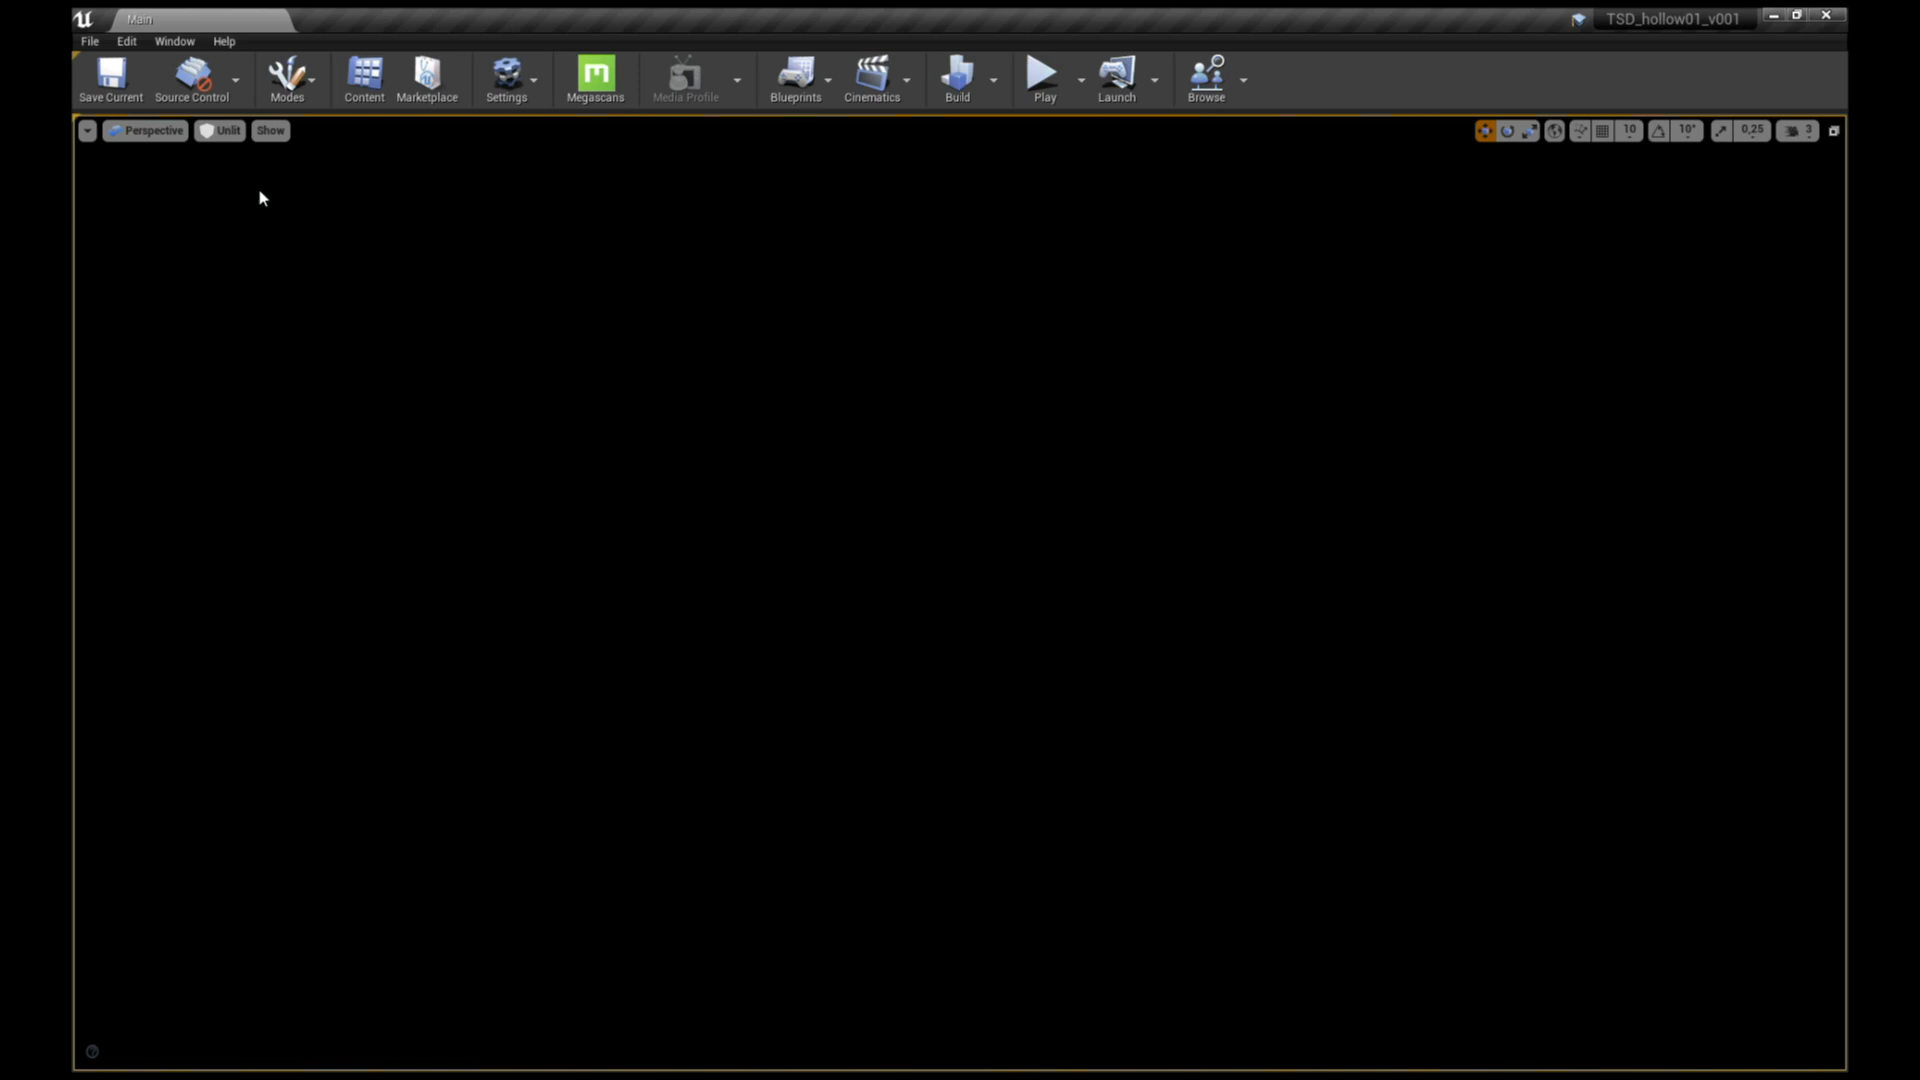 Main
TSD_hollow01_v001
File Edit Window Help
Save Current Source Control Modes Content Marketplace Settings Megascans Media Profile Blueprints Cinematics Build Play Launch Browse
Perspective Unlit Show 10 10° 0,25 3